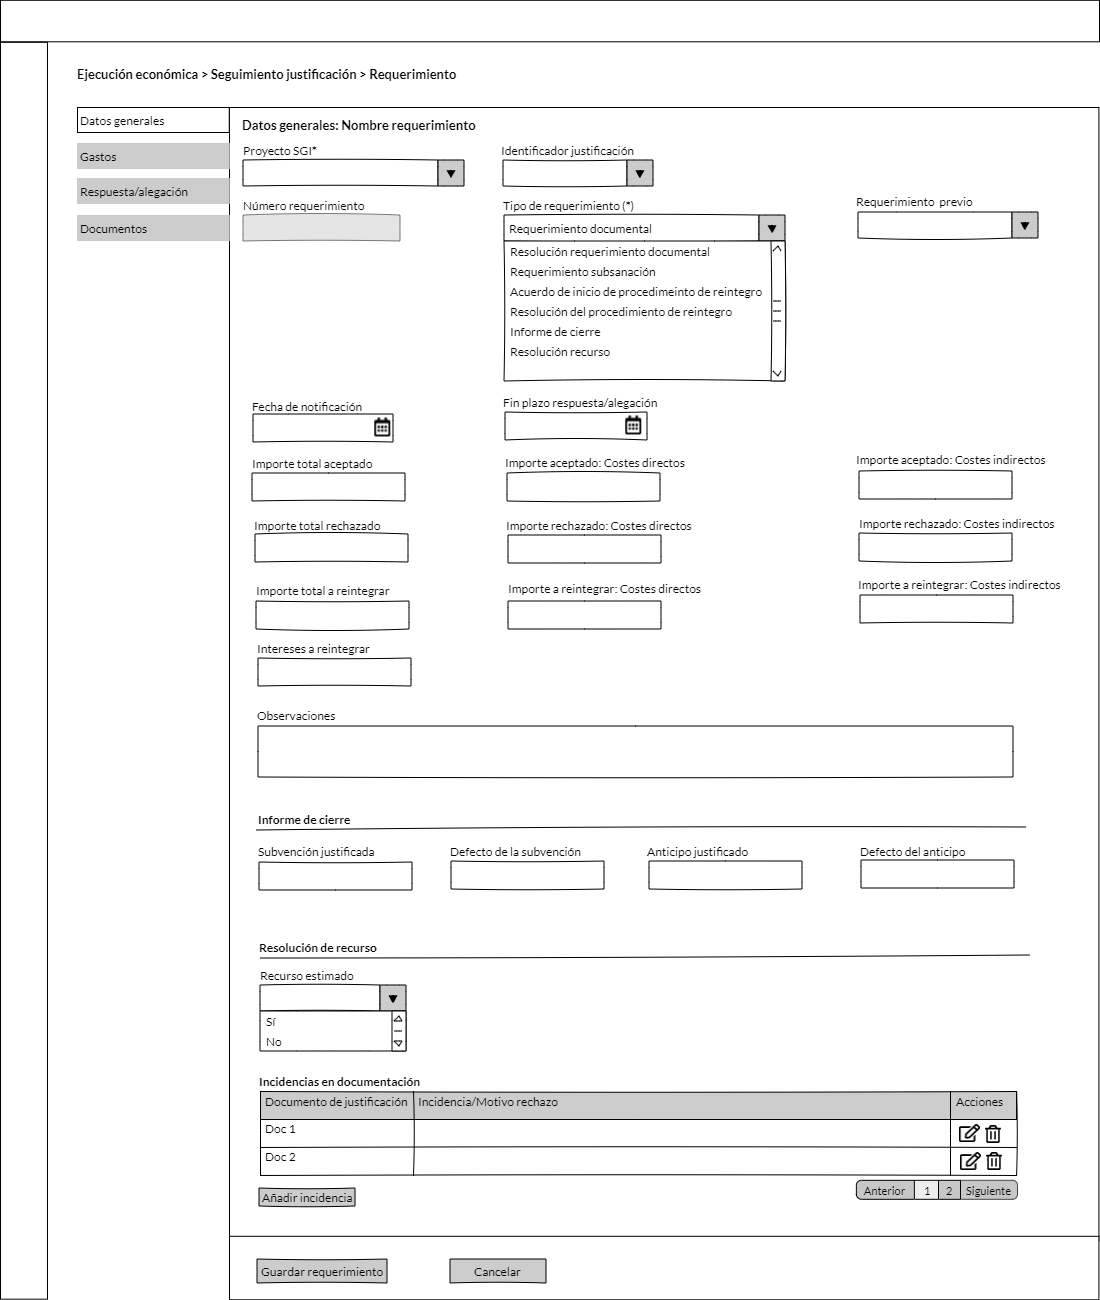 Ejecución económica > Seguimiento justificación > Requerimiento
Datos generales
Gastos
Respuesta/alegación
Documentos
Datos generales: Nombre requerimiento
Proyecto SGI*
Identificador justificación
Número requerimiento
Tipo de requerimiento (*)
Requerimiento previo
Requerimiento documental
Resolución requerimiento documental
Requerimiento subsanación
Acuerdo de inicio de procedimeinto de reintegro
Resolución del procedimiento de reintegro
Informe de cierre
Resolución recurso
Fecha de notificación
Fin plazo respuesta/alegación
Importe total aceptado
Importe aceptado: Costes directos
Importe aceptado: Costes indirectos
Importe total rechazado
Importe rechazado: Costes directos
Importe rechazado: Costes indirectos
Importe total a reintegrar
Importe a reintegrar: Costes directos
Importe a reintegrar: Costes indirectos
Intereses a reintegrar
Observaciones
Informe de cierre
Subvención justificada
Defecto de la subvención
Anticipo justificado
Defecto del anticipo
Resolución de recurso
Recurso estimado
Sí
No
Incidencias en documentación
Documento de justificación
Incidencia/Motivo rechazo
Acciones
Doc 1
Doc 2
Añadir incidencia
Anterior 1 2 Siguiente
Guardar requerimiento
Cancelar